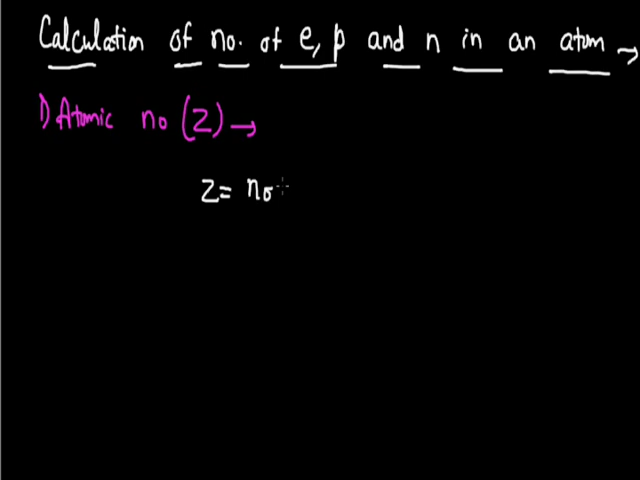 Calculation of no. of e, p and n in an atom →
1) Atomic no (Z) →
Z = no